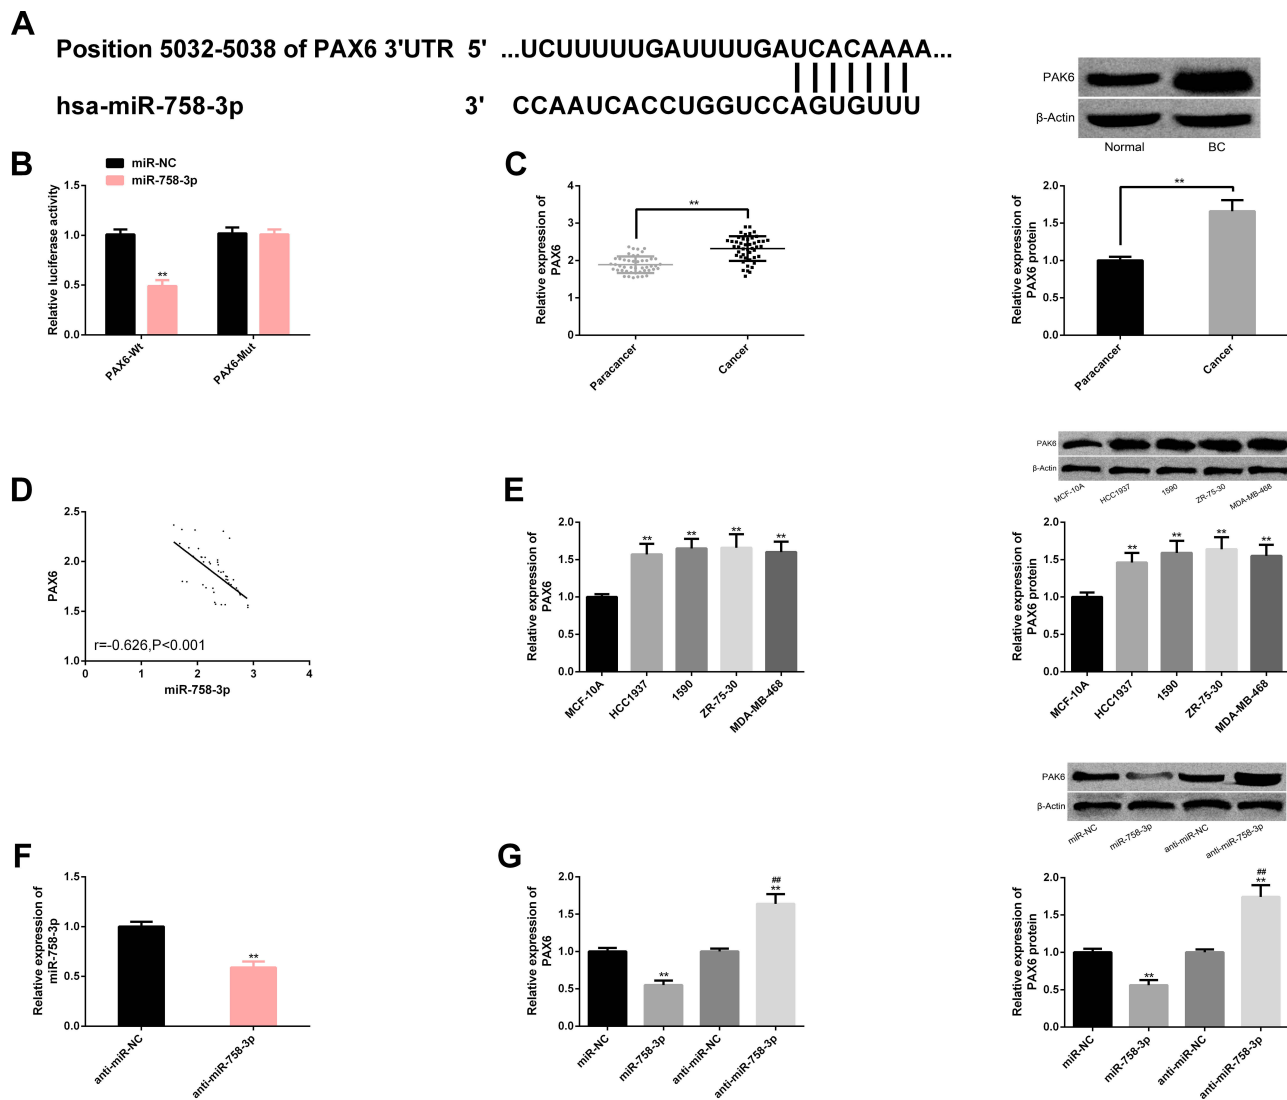 A
Position 5032-5038 of PAX6 3'UTR 5' ...UCUUUUUGAUUUUGAUCACAAAA...
hsa-miR-758-3p 3' CCAAUCACCUGGUCCAGUGUUU
PAK6
β-Actin
Normal BC
B
miR-NC
miR-758-3p
Relative luciferase activity
1.5
1.0
0.5
0.0
**
PAX6-Wt
PAX6-Mut
C
Relative expression of
PAX6
4
3
2
1
0
**
Paracancer
Cancer
Relative expression of
PAX6 protein
2.0
1.5
1.0
0.5
0.0
**
Paracancer
Cancer
D
PAX6
2.5
2.0
1.5
1.0
r=-0.626,P<0.001
0 1 2 3 4
miR-758-3p
E
Relative expression of
PAX6
2.0
1.5
1.0
0.5
0.0
** ** ** **
MCF-10A
HCC1937
1590
ZR-75-30
MDA-MB-468
PAK6
β-Actin
MCF-10A
HCC1937
1590
ZR-75-30
MDA-MB-468
Relative expression of
PAX6 protein
2.0
1.5
1.0
0.5
0.0
** ** ** **
MCF-10A
HCC1937
1590
ZR-75-30
MDA-MB-468
F
Relative expression of
miR-758-3p
1.5
1.0
0.5
0.0
**
anti-miR-NC
anti-miR-758-3p
G
Relative expression of
PAX6
2.0
1.5
1.0
0.5
0.0
**
##
**
miR-NC
miR-758-3p
anti-miR-NC
anti-miR-758-3p
PAK6
β-Actin
miR-NC
miR-758-3p
anti-miR-NC
anti-miR-758-3p
Relative expression of
PAX6 protein
2.0
1.5
1.0
0.5
0.0
**
##
**
miR-NC
miR-758-3p
anti-miR-NC
anti-miR-758-3p